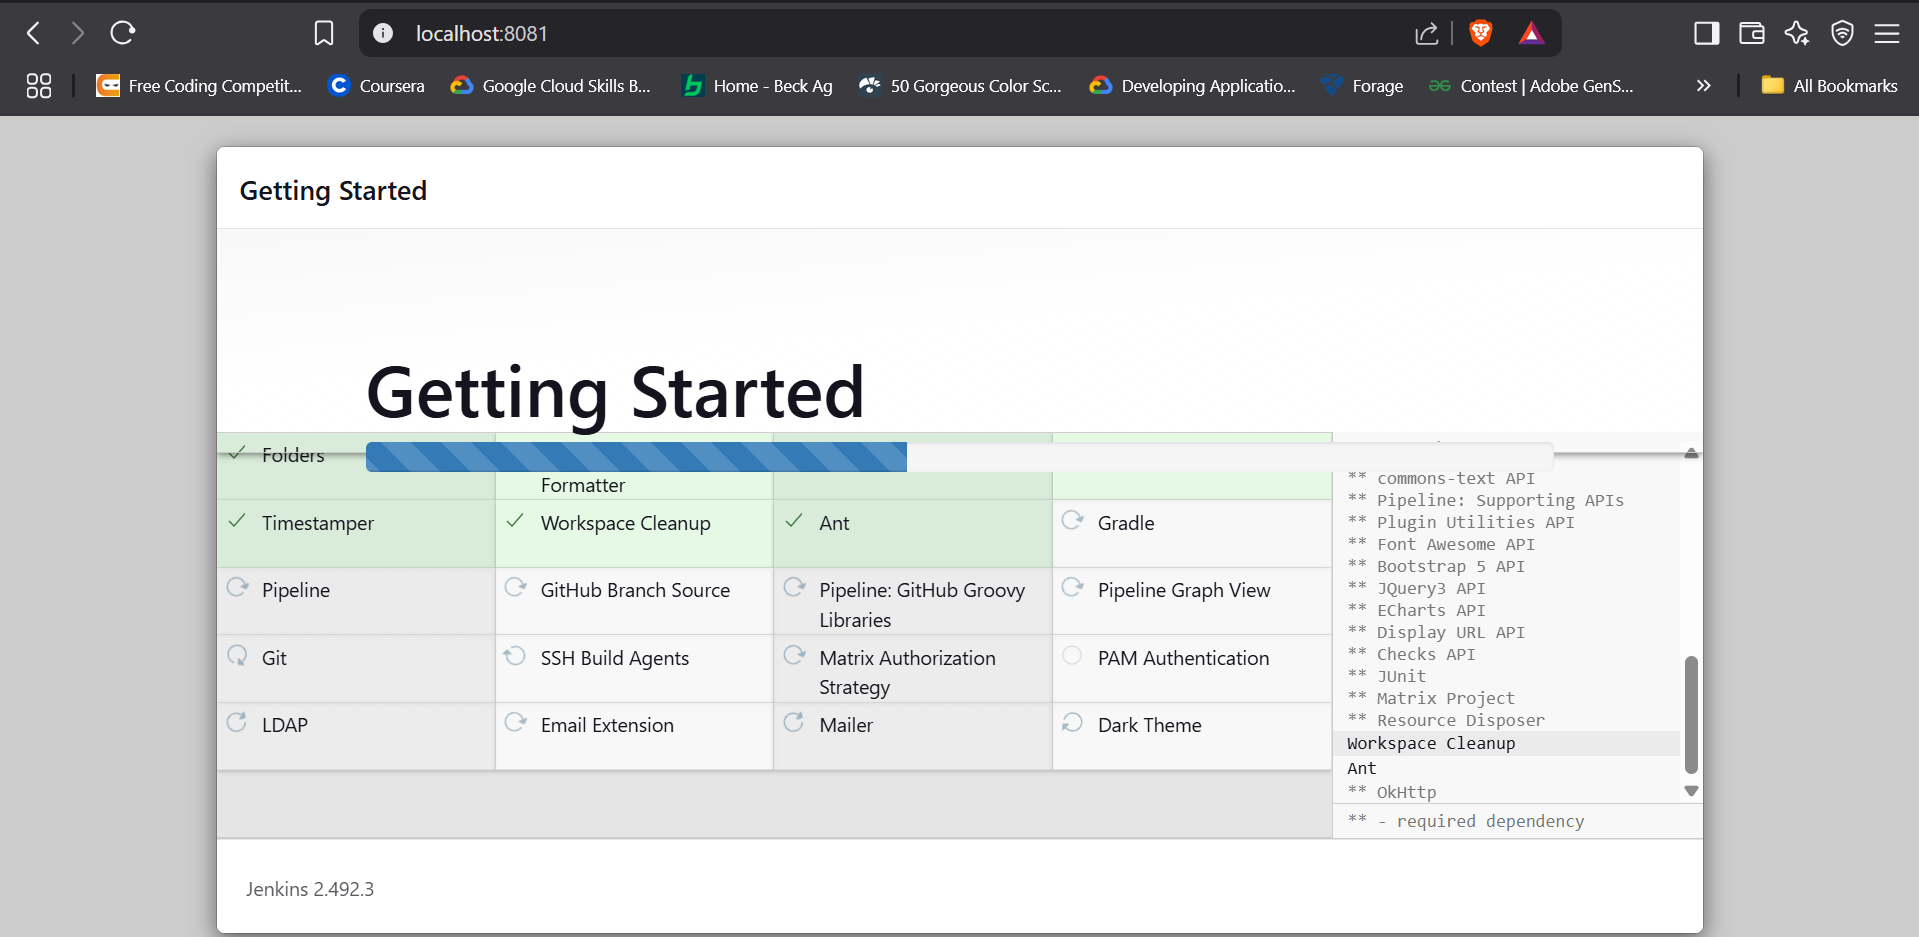 localhost:8081
Free Coding Competit...
Coursera
Google Cloud Skills B...
Home - Beck Ag
50 Gorgeous Color Sc...
Developing Applicatio...
Forage
Contest | Adobe GenS...
All Bookmarks
Getting Started
Getting Started
Folders
Formatter
Timestamper
Workspace Cleanup
Ant
Gradle
Pipeline
GitHub Branch Source
Pipeline: GitHub Groovy
Libraries
Pipeline Graph View
Git
SSH Build Agents
Matrix Authorization
Strategy
PAM Authentication
LDAP
Email Extension
Mailer
Dark Theme
** commons-text API
** Pipeline: Supporting APIs
** Plugin Utilities API
** Font Awesome API
** Bootstrap 5 API
** JQuery3 API
** ECharts API
** Display URL API
** Checks API
** JUnit
** Matrix Project
** Resource Disposer
Workspace Cleanup
Ant
** OkHttp
** - required dependency
Jenkins 2.492.3